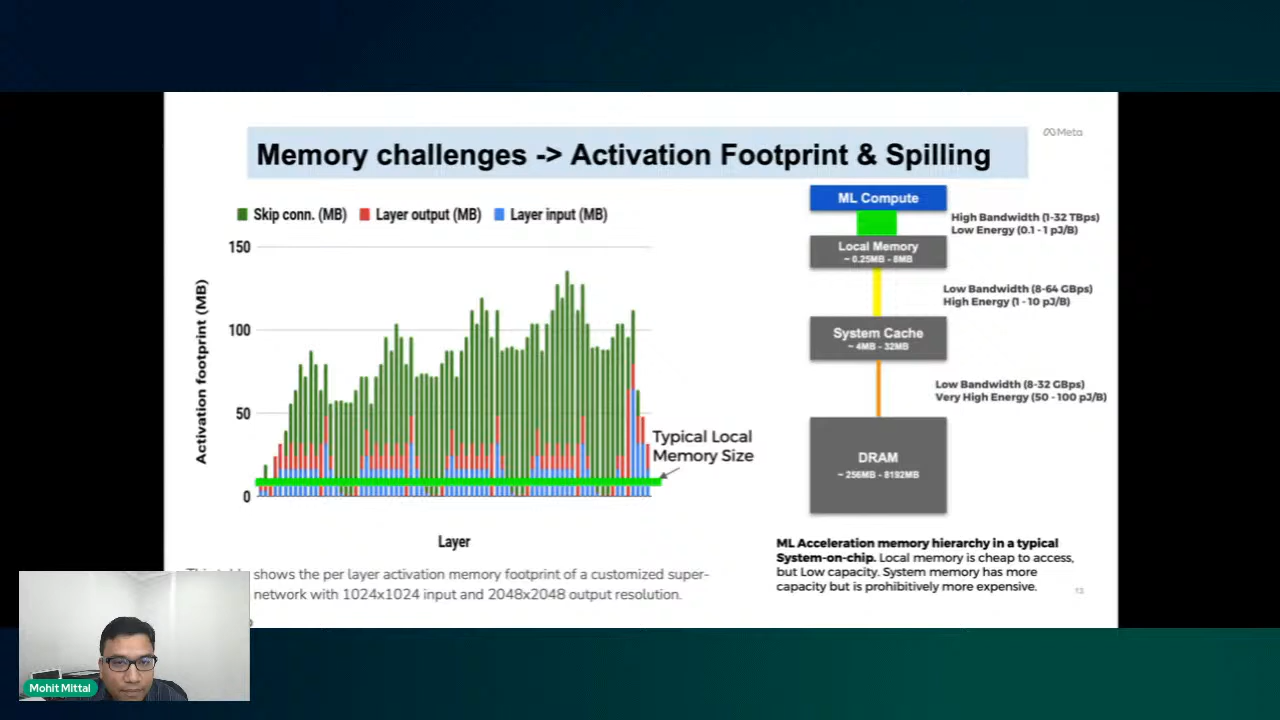 Meta
Memory challenges -> Activation Footprint & Spilling
Skip conn. (MB) Layer output (MB) Layer input (MB)
Activation footprint (MB)
150
100
50
0
Typical Local
Memory Size
Layer
shows the per layer activation memory footprint of a customized super-
network with 1024x1024 input and 2048x2048 output resolution.
ML Compute
High Bandwidth (1-32 TBps)
Low Energy (0.1 - 1 pJ/B)
Local Memory
~ 0.25MB - 8MB
Low Bandwidth (8-64 GBps)
High Energy (1 - 10 pJ/B)
System Cache
~ 4MB - 32MB
Low Bandwidth (8-32 GBps)
Very High Energy (50 - 100 pJ/B)
DRAM
~ 256MB - 8192MB
ML Acceleration memory hierarchy in a typical
System-on-chip. Local memory is cheap to access,
but Low capacity. System memory has more
capacity but is prohibitively more expensive.
13
Mohit Mittal